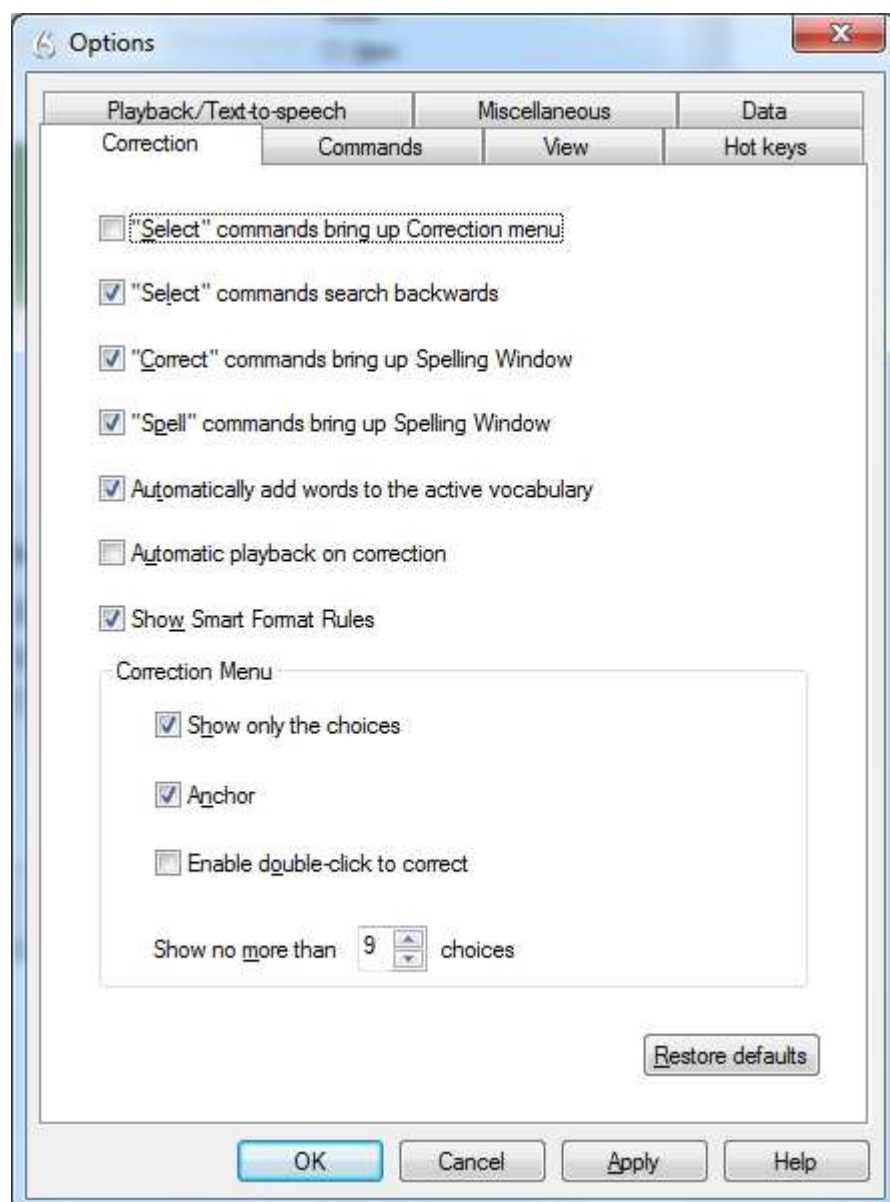 Options
Playback/Text-to-speech Miscellaneous Data
Correction Commands View Hot keys
"Select" commands bring up Correction menu
"Select" commands search backwards
"Correct" commands bring up Spelling Window
"Spell" commands bring up Spelling Window
Automatically add words to the active vocabulary
Automatic playback on correction
Show Smart Format Rules
Correction Menu
Show only the choices
Anchor
Enable double-click to correct
Show no more than 9 choices
Restore defaults
OK Cancel Apply Help